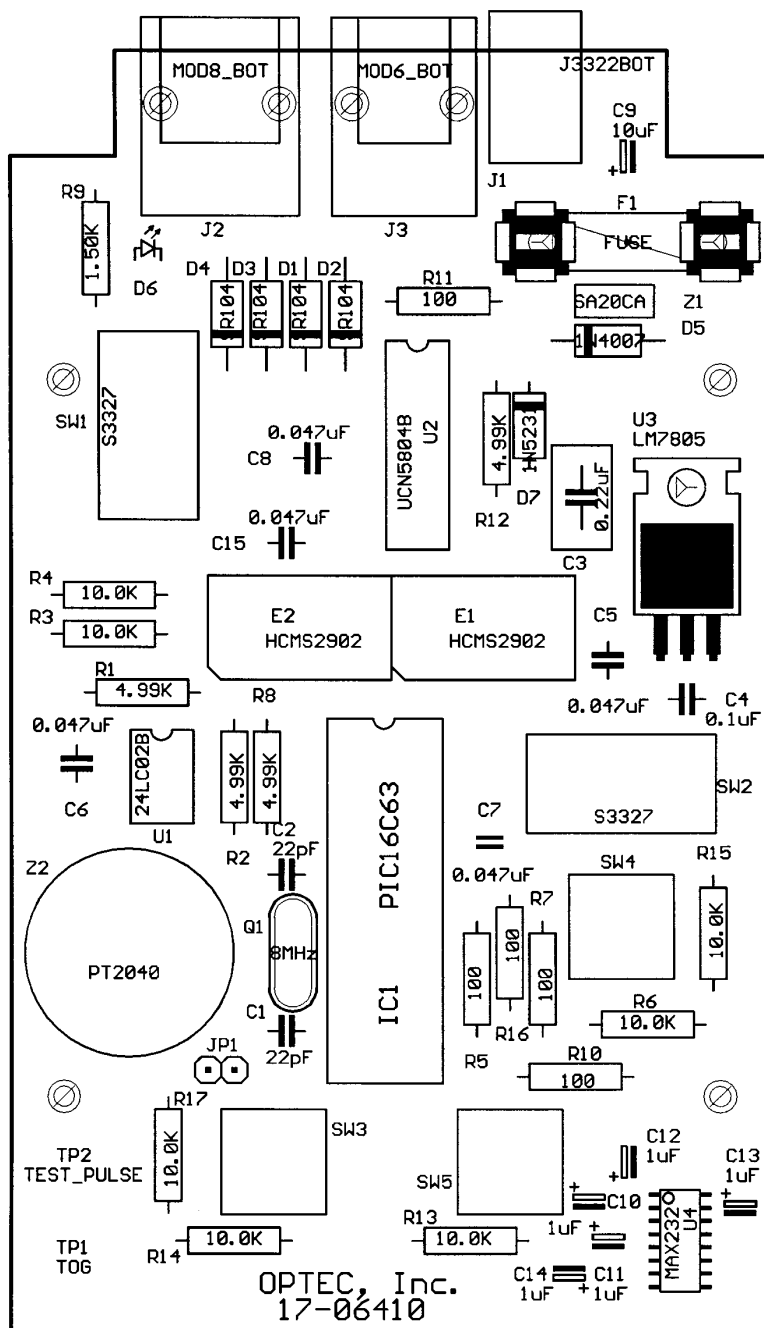 MOD8_BOT
MOD6_BOT
J3322BOT
C9
10uF
+
J1
R9
1.50K
J2
J3
F1
FUSE
D6
D4
D3
D1
D2
R104
R104
R104
R104
R11
100
SA20CA
Z1
D5
1N4007
SW1
S3327
0.047uF
C8
UCN5804B
U2
4.99K
R12
1N5231
D7
0.22uF
C3
U3
LM7805
0.047uF
C15
R4
10.0K
R3
10.0K
E2
HCMS2902
E1
HCMS2902
C5
0.047uF
R1
4.99K
C4
0.1uF
0.047uF
C6
24LC02B
U1
R8
4.99K
4.99K
R2
C2
22pF
PIC16C63
IC1
C7
0.047uF
SW2
S3327
Z2
PT2040
Q1
8MHz
C1
22pF
SW4
R15
10.0K
R7
100
100
100
R5
R16
R6
10.0K
JP1
R10
100
R17
10.0K
SW3
SW5
TP2
TEST_PULSE
C12
1uF
+
C13
1uF
+
+
C10
1uF
+
MAX232
U4
R14
10.0K
R13
10.0K
TP1
TOG
C14
1uF
+
C11
1uF
OPTEC, Inc.
17-06410